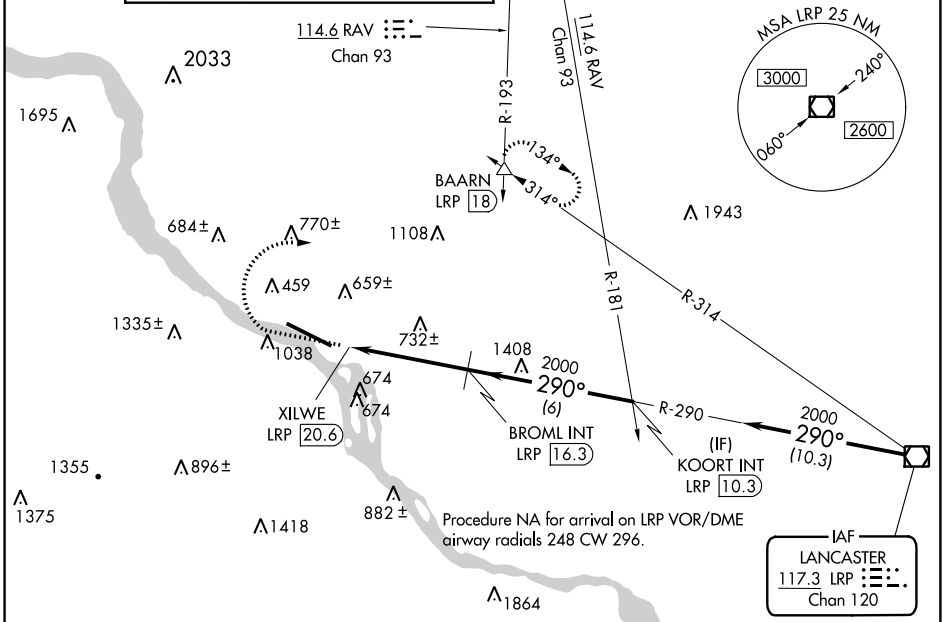 114.6 RAV
Chan 93
114.6 RAV
Chan 93
MSA LRP 25 NM
3000
240°
060°
2600
2033
1695
R-193
134°
BAARN
LRP 18
314°
1943
684±
770±
1108
459
659±
R-181
R-314
1335±
1038
732±
1408
2000
290°
(6)
674
674
XILWE
LRP 20.6
BROML INT
LRP 16.3
R-290
(IF)
KOORT INT
LRP 10.3
2000
290°
(10.3)
1355
896±
1375
1418
882 ±
Procedure NA for arrival on LRP VOR/DME
airway radials 248 CW 296.
1864
IAF
LANCASTER
117.3 LRP
Chan 120